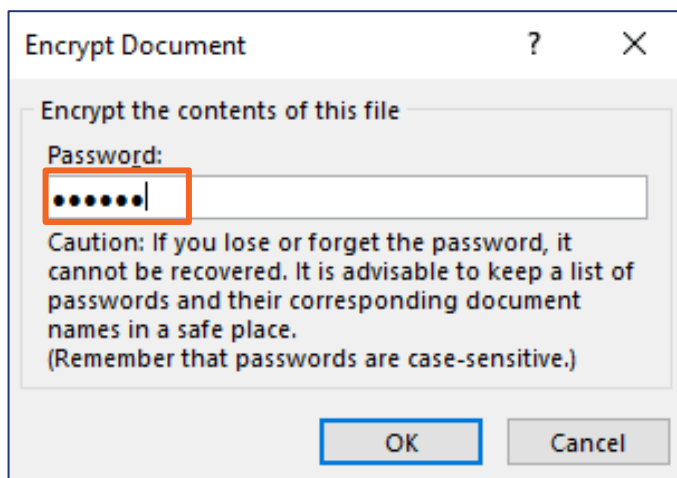 Encrypt Document ?
Encrypt the contents of this file
Password:
••••••
Caution: If you lose or forget the password, it
cannot be recovered. It is advisable to keep a list of
passwords and their corresponding document
names in a safe place.
(Remember that passwords are case-sensitive.)
OK Cancel